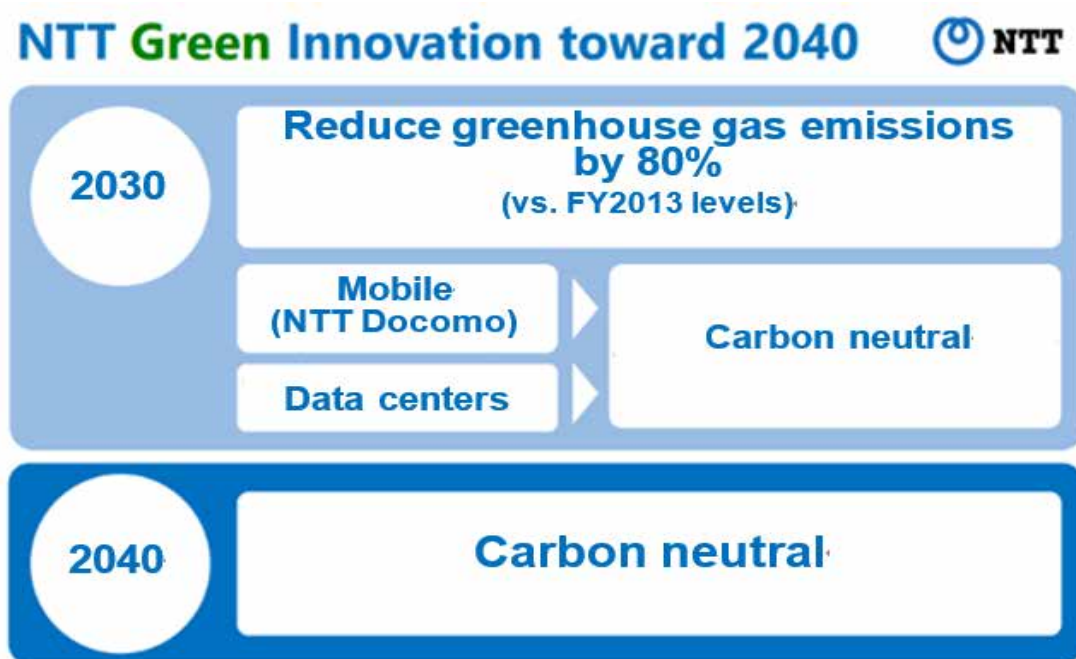 NTT Green Innovation toward 2040
NTT
2030
Reduce greenhouse gas emissions
by 80%
(vs. FY2013 levels)
Mobile
(NTT Docomo)
Carbon neutral
Data centers
2040
Carbon neutral